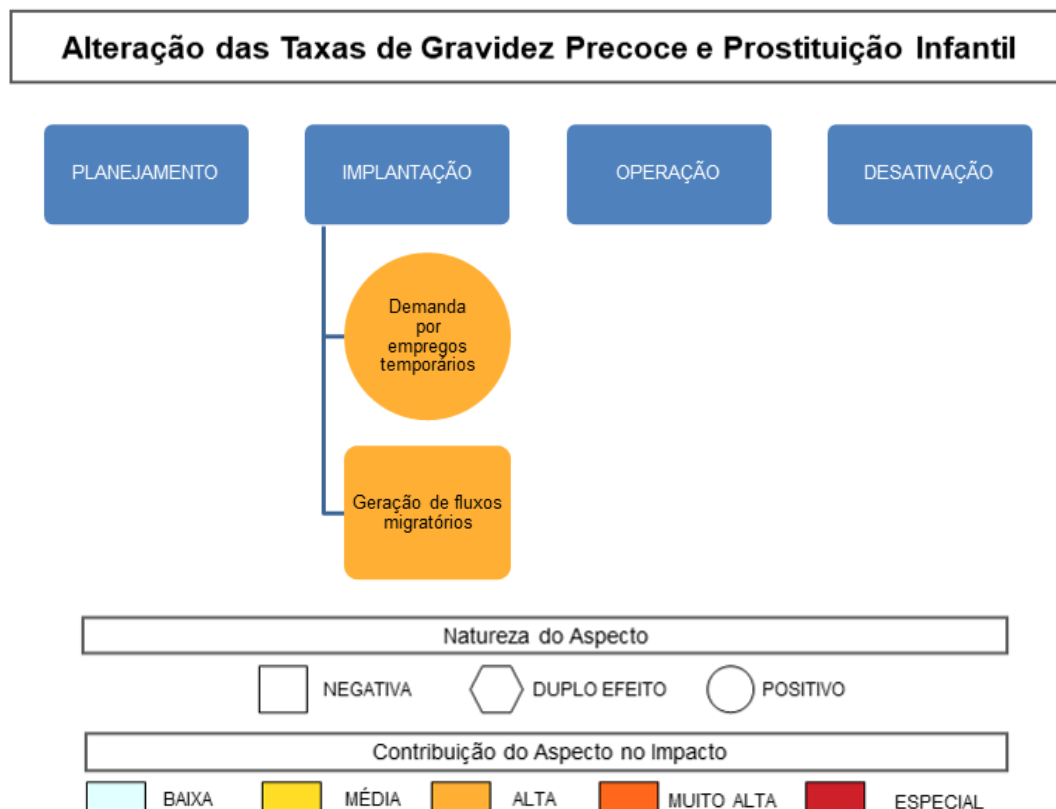 Alteração das Taxas de Gravidez Precoce e Prostituição Infantil
PLANEJAMENTO
IMPLANTAÇÃO
OPERAÇÃO
DESATIVAÇÃO
Demanda
por
empregos
temporários
Geração de fluxos
migratórios
Natureza do Aspecto
NEGATIVA
DUPLO EFEITO
POSITIVO
Contribuição do Aspecto no Impacto
BAIXA
MÉDIA
ALTA
MUITO ALTA
ESPECIAL